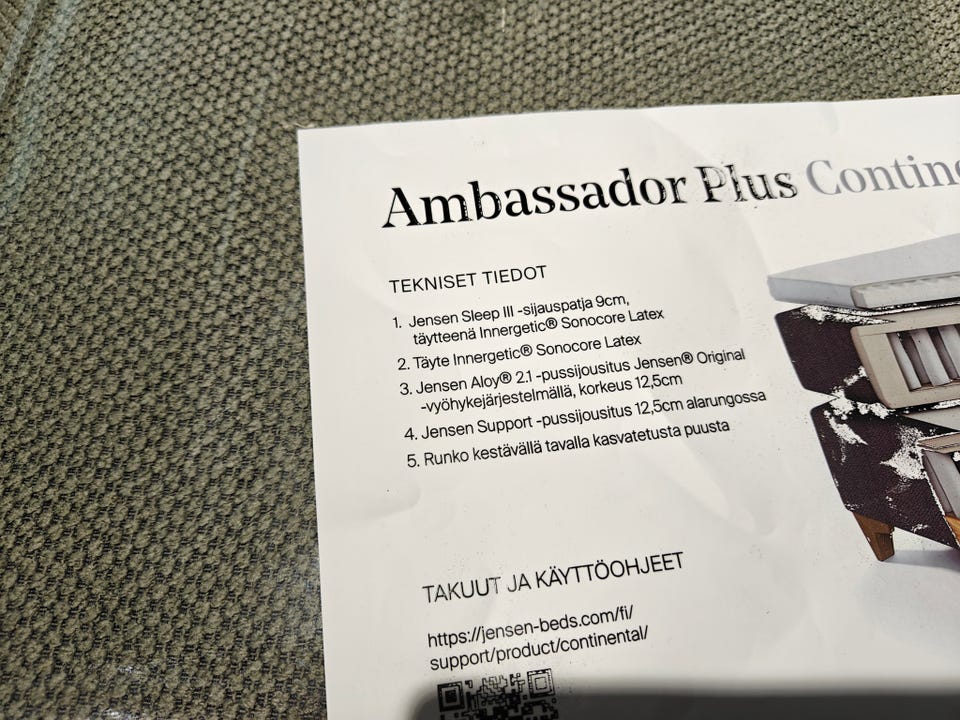 Ambassador Plus
TEKNISET TIEDOT
1. Jensen Sleep III -sijauspatja 9cm,
täytteenä Innergetic® Sonocore Latex
2. Täyte Innergetic® Sonocore Latex
3. Jensen Aloy® 2.1 -pussijousitus Jensen® Original
-vyöhykejärjestelmällä, korkeus 12,5cm
4. Jensen Support -pussijousitus 12,5cm alarungossa
5. Runko kestävällä tavalla kasvatetusta puusta
TAKUUT JA KÄYTTÖOHJEET
https://jensen-beds.com/fi/
support/product/continental/